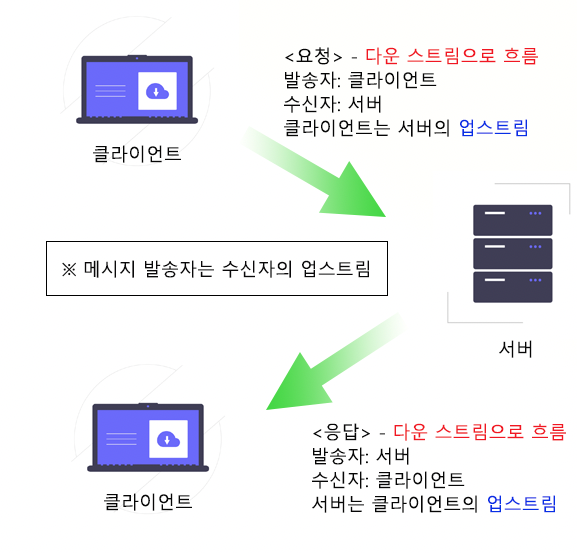 <요청> - 다운 스트림으로 흐름
발송자: 클라이언트
수신자: 서버
클라이언트는 서버의 업스트림
클라이언트
※ 메시지 발송자는 수신자의 업스트림
서버
<응답> - 다운 스트림으로 흐름
발송자: 서버
수신자: 클라이언트
서버는 클라이언트의 업스트림
클라이언트